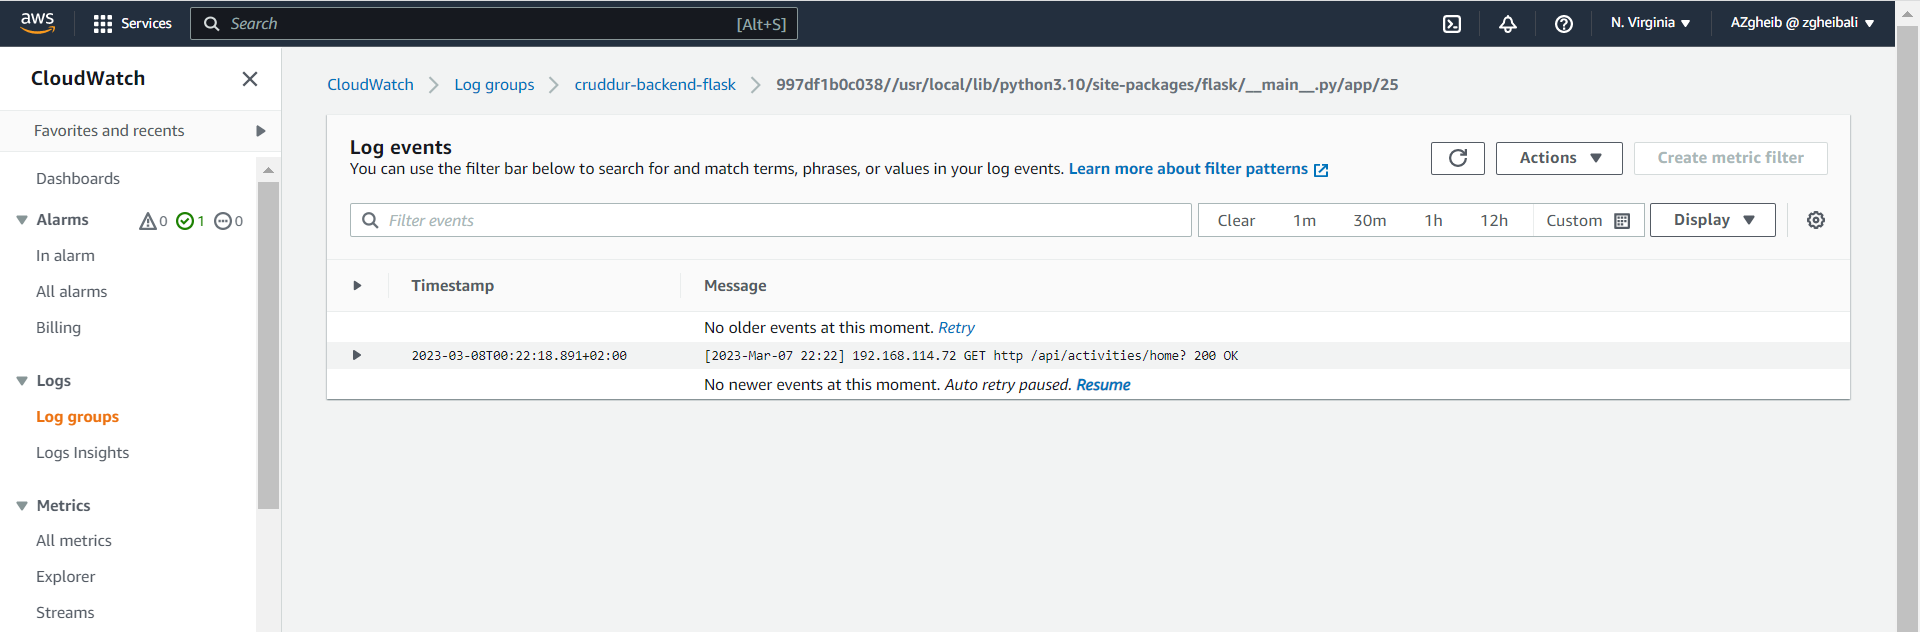 aws
Services
Search
[Alt+S]
N. Virginia
AZgheib @ zgheibali
CloudWatch
Favorites and recents
Dashboards
Alarms
0
1
0
In alarm
All alarms
Billing
Logs
Log groups
Logs Insights
Metrics
All metrics
Explorer
Streams
CloudWatch
Log groups
cruddur-backend-flask
997df1b0c038//usr/local/lib/python3.10/site-packages/flask/__main__.py/app/25
Log events
You can use the filter bar below to search for and match terms, phrases, or values in your log events. Learn more about filter patterns
Actions
Create metric filter
Filter events
Clear
1m
30m
1h
12h
Custom
Display
Timestamp
Message
No older events at this moment. Retry
2023-03-08T00:22:18.891+02:00
[2023-Mar-07 22:22] 192.168.114.72 GET http /api/activities/home? 200 OK
No newer events at this moment. Auto retry paused. Resume